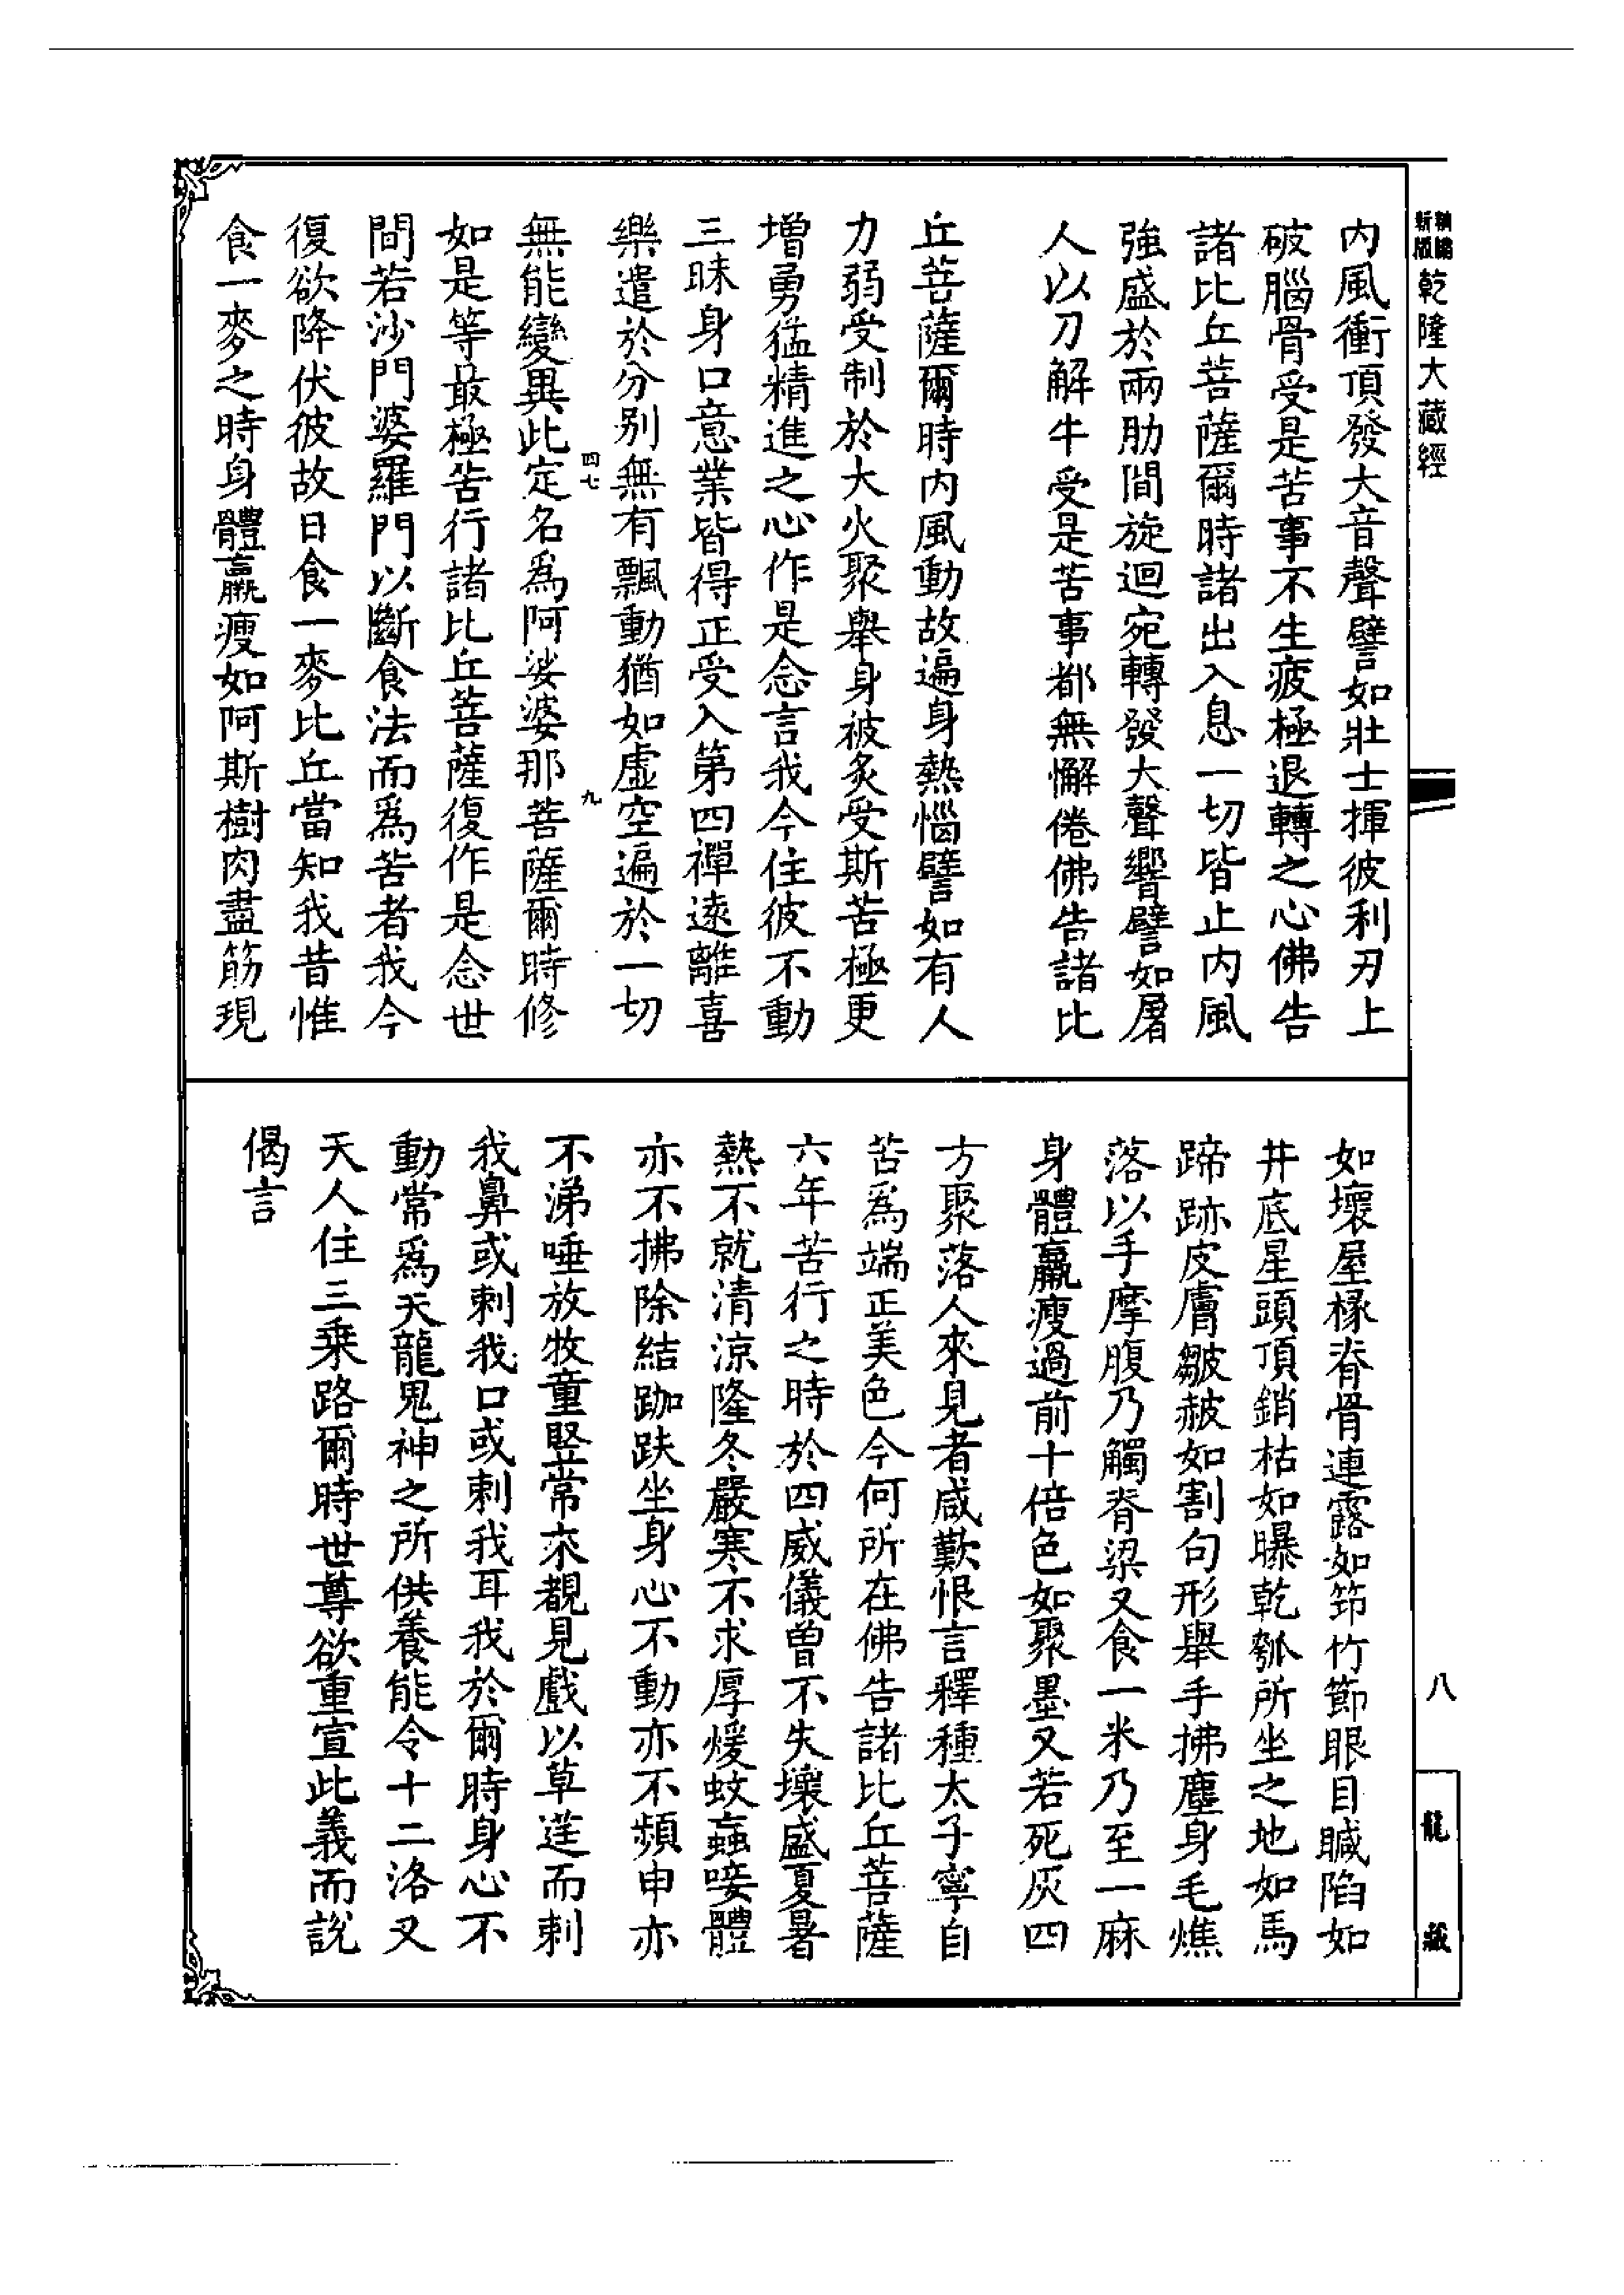 新編
新版
乾隆大藏經
內風衝頂發大音聲譬如壯士揮彼利刃上
破腦骨受是苦事不生疲極退轉之心佛告
諸比丘菩薩爾時諸出入息一切皆止內風
強盛於兩肋間旋迴宛轉發大聲響譬如屠
人以刀解牛受是苦事都無懈倦佛告諸比
丘菩薩爾時內風動故遍身熱惱譬如有人
力弱受制於大火聚舉身被炙受斯苦極更
增勇猛精進之心作是念言我今住彼不動
三昧身口意業皆得正受入第四禪遠離喜
樂遣於分別無有飄動猶如虛空遍於一切
無能變異此定名為阿娑婆那菩薩爾時修
四七
九
如是等最極苦行諸比丘菩薩復作是念世
間若沙門婆羅門以斷食法而為苦者我今
復欲降伏彼故日食一麥比丘當知我昔惟
食一麥之時身體羸瘦如阿斯樹肉盡筋現
如壞屋椽脊骨連露如筇竹節眼目瞴陷如
井底星頭頂銷枯如曝乾瓠所坐之地如馬
蹄跡皮膚皺赧如割句形舉手拂塵身毛燋
落以手摩腹乃觸脊梁又食一米乃至一麻
身體羸瘦過前十倍色如聚墨又若死灰四
方聚落人來見者咸歎恨言釋種太子寧自
苦為端正美色今何所在佛告諸比丘菩薩
六年苦行之時於四威儀曾不失壞盛夏暑
熱不就清涼隆冬嚴寒不求厚煖蚊蝱唼體
亦不拂除結跏趺坐身心不動亦不頻申亦
不涕唾放牧童豎常來覩見戲以草莛而刺
我鼻或刺我口或刺我耳我於爾時身心不
動常為天龍鬼神之所供養能令十二洛叉
天人住三乘路爾時世尊欲重宣此義而說
偈言
八
龍藏